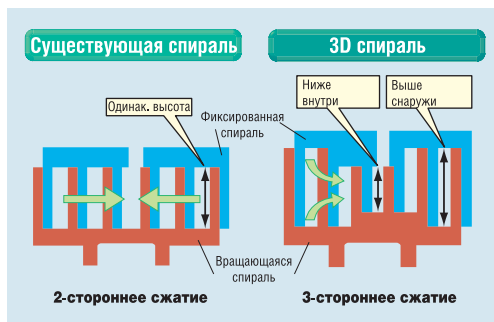 Существующая спираль
3D спираль
Одинак. высота
Фиксированная
спираль
Ниже
внутри
Выше
снаружи
Вращающаяся
спираль
2-стороннее сжатие
3-стороннее сжатие